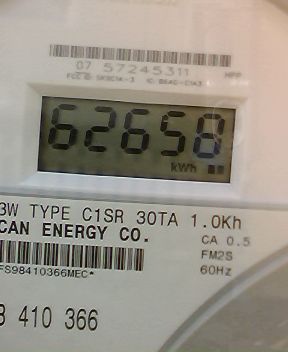 07 57245311
HPP
62658
kWh
3W TYPE C1SR 30TA 1.0Kh
CAN ENERGY CO.
CA 0.5
FM2S
60Hz
FS98410366MEC*
410 366